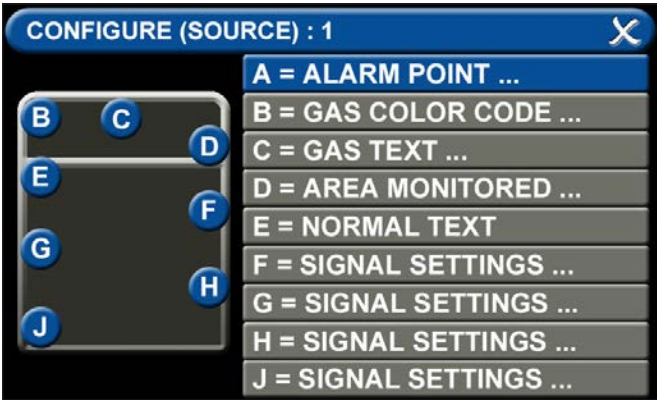 CONFIGURE (SOURCE) : 1
A = ALARM POINT ...
B = GAS COLOR CODE ...
C = GAS TEXT ...
D = AREA MONITORED ...
E = NORMAL TEXT
F = SIGNAL SETTINGS ...
G = SIGNAL SETTINGS ...
H = SIGNAL SETTINGS ...
J = SIGNAL SETTINGS ...
B
C
D
E
F
G
H
J